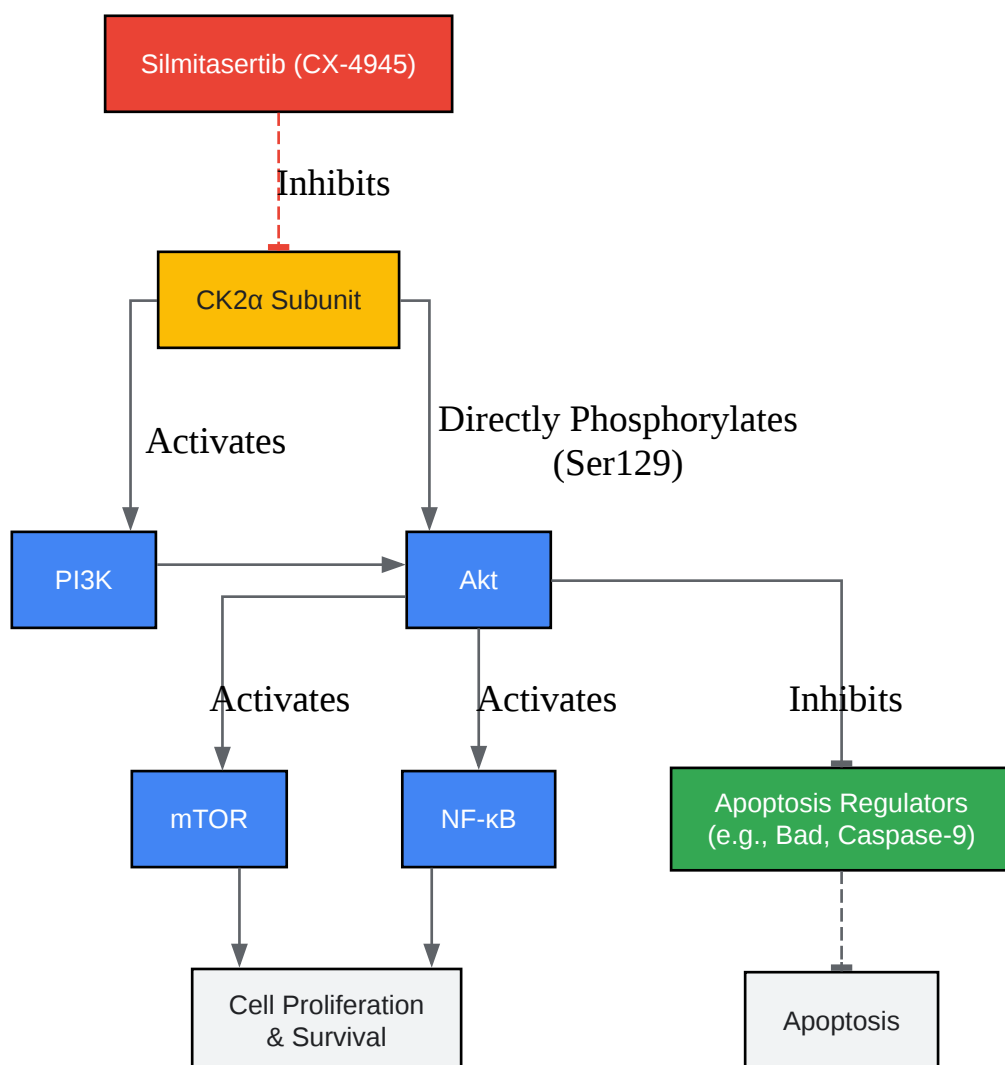 Silmitasertib (CX-4945)
Inhibits
CK2α Subunit
Activates
Directly Phosphorylates
(Ser129)
PI3K
Akt
Activates
Activates
Inhibits
mTOR
NF-κB
Apoptosis Regulators
(e.g., Bad, Caspase-9)
Cell Proliferation
& Survival
Apoptosis